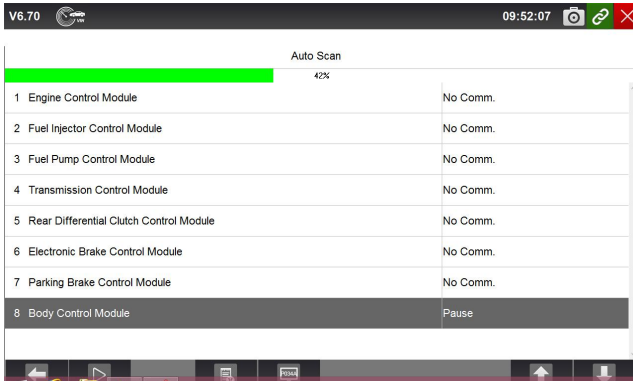 V6.70 VIN 09:52:07
Auto Scan
42%
1 Engine Control Module No Comm.
2 Fuel Injector Control Module No Comm.
3 Fuel Pump Control Module No Comm.
4 Transmission Control Module No Comm.
5 Rear Differential Clutch Control Module No Comm.
6 Electronic Brake Control Module No Comm.
7 Parking Brake Control Module No Comm.
8 Body Control Module Pause